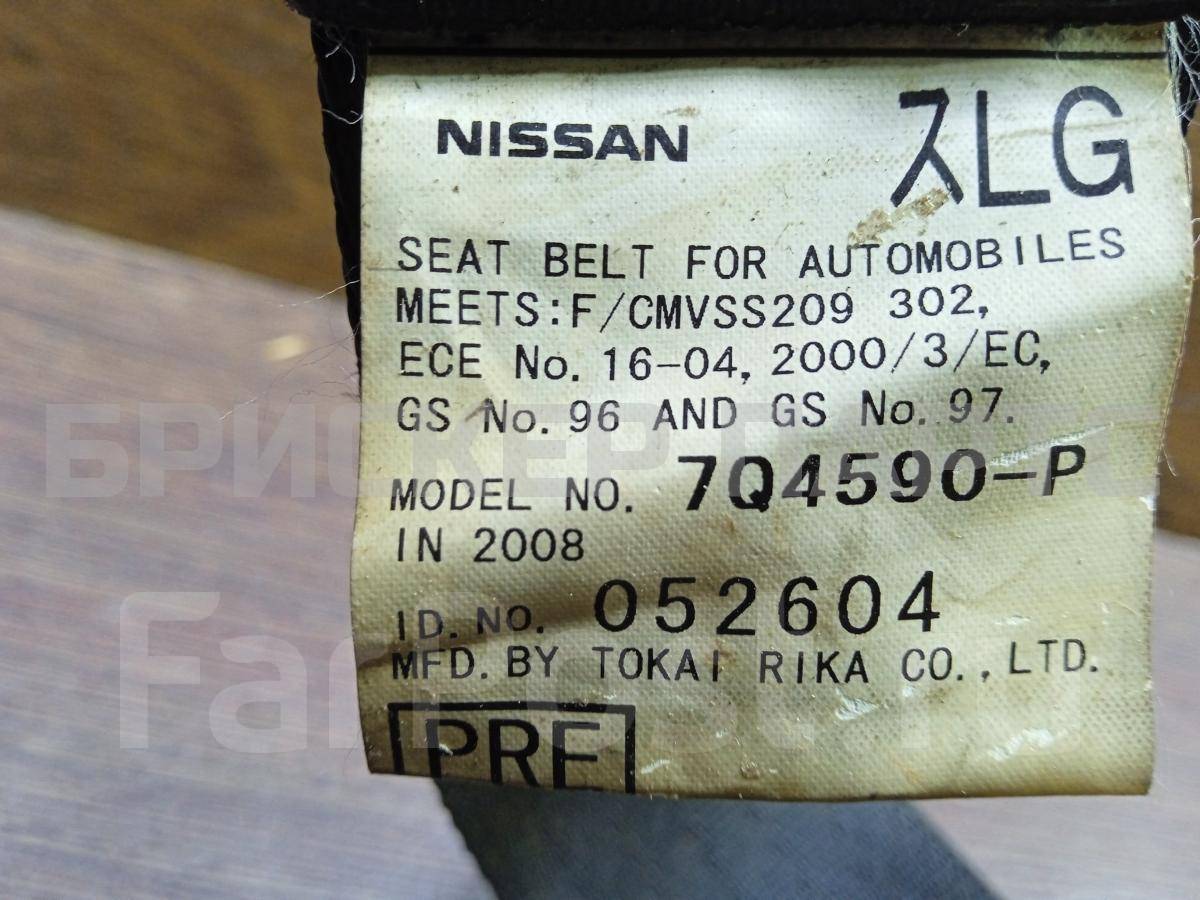 NISSAN
スLG
SEAT BELT FOR AUTOMOBILES
MEETS:F/CMVSS209 302,
ECE No. 16-04, 2000/3/EC,
GS No. 96 AND GS No. 97.
MODEL NO. 7Q4590-P
IN 2008
ID. NO. 052604
MFD. BY TOKAI RIKA CO., LTD.